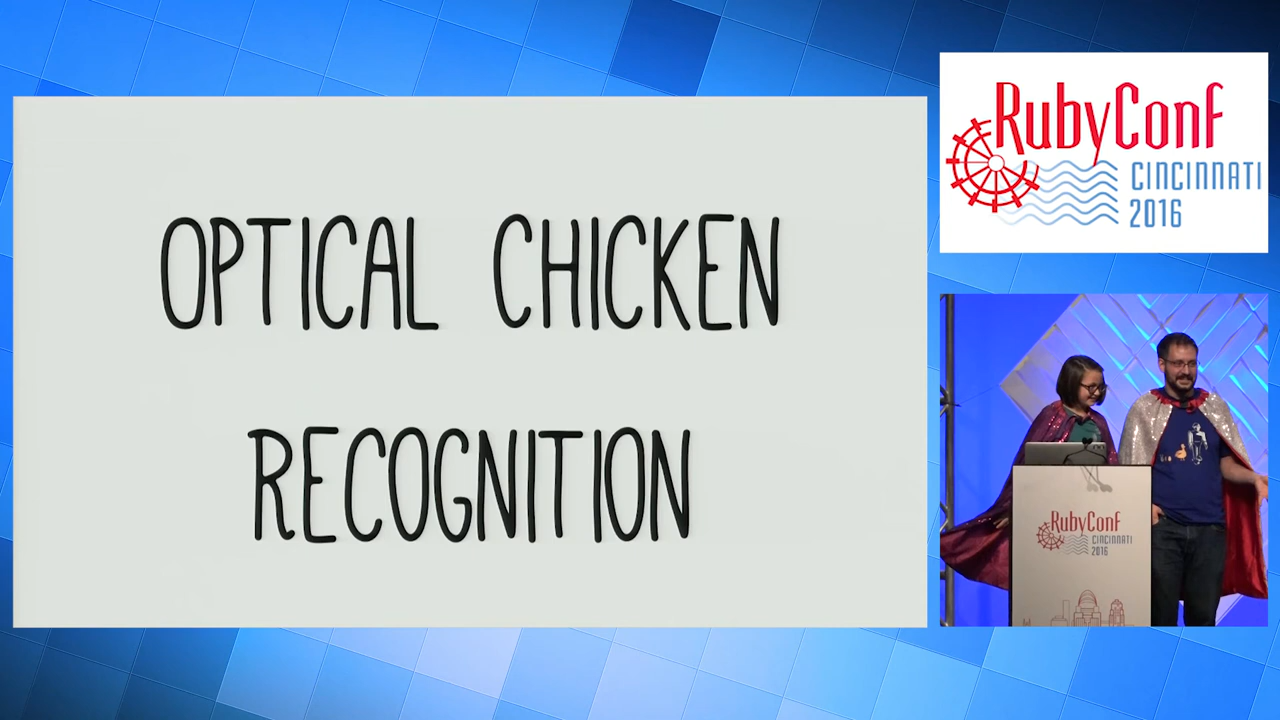 OPTICAL CHICKEN
RECOGNITION
RubyConf
CINCINNATI
2016
RubyConf
CINCINNATI
2016